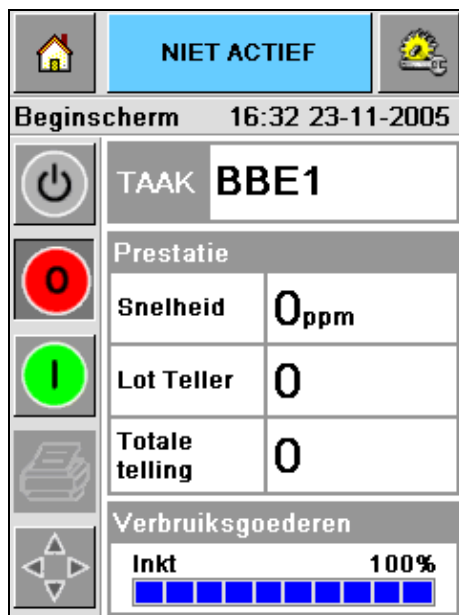 NIET ACTIEF
Beginscherm 16:32 23-11-2005
TAAK BBE1
Prestatie
Snelheid 0ppm
Lot Teller 0
Totale telling 0
Verbruiksgoederen
Inkt 100%